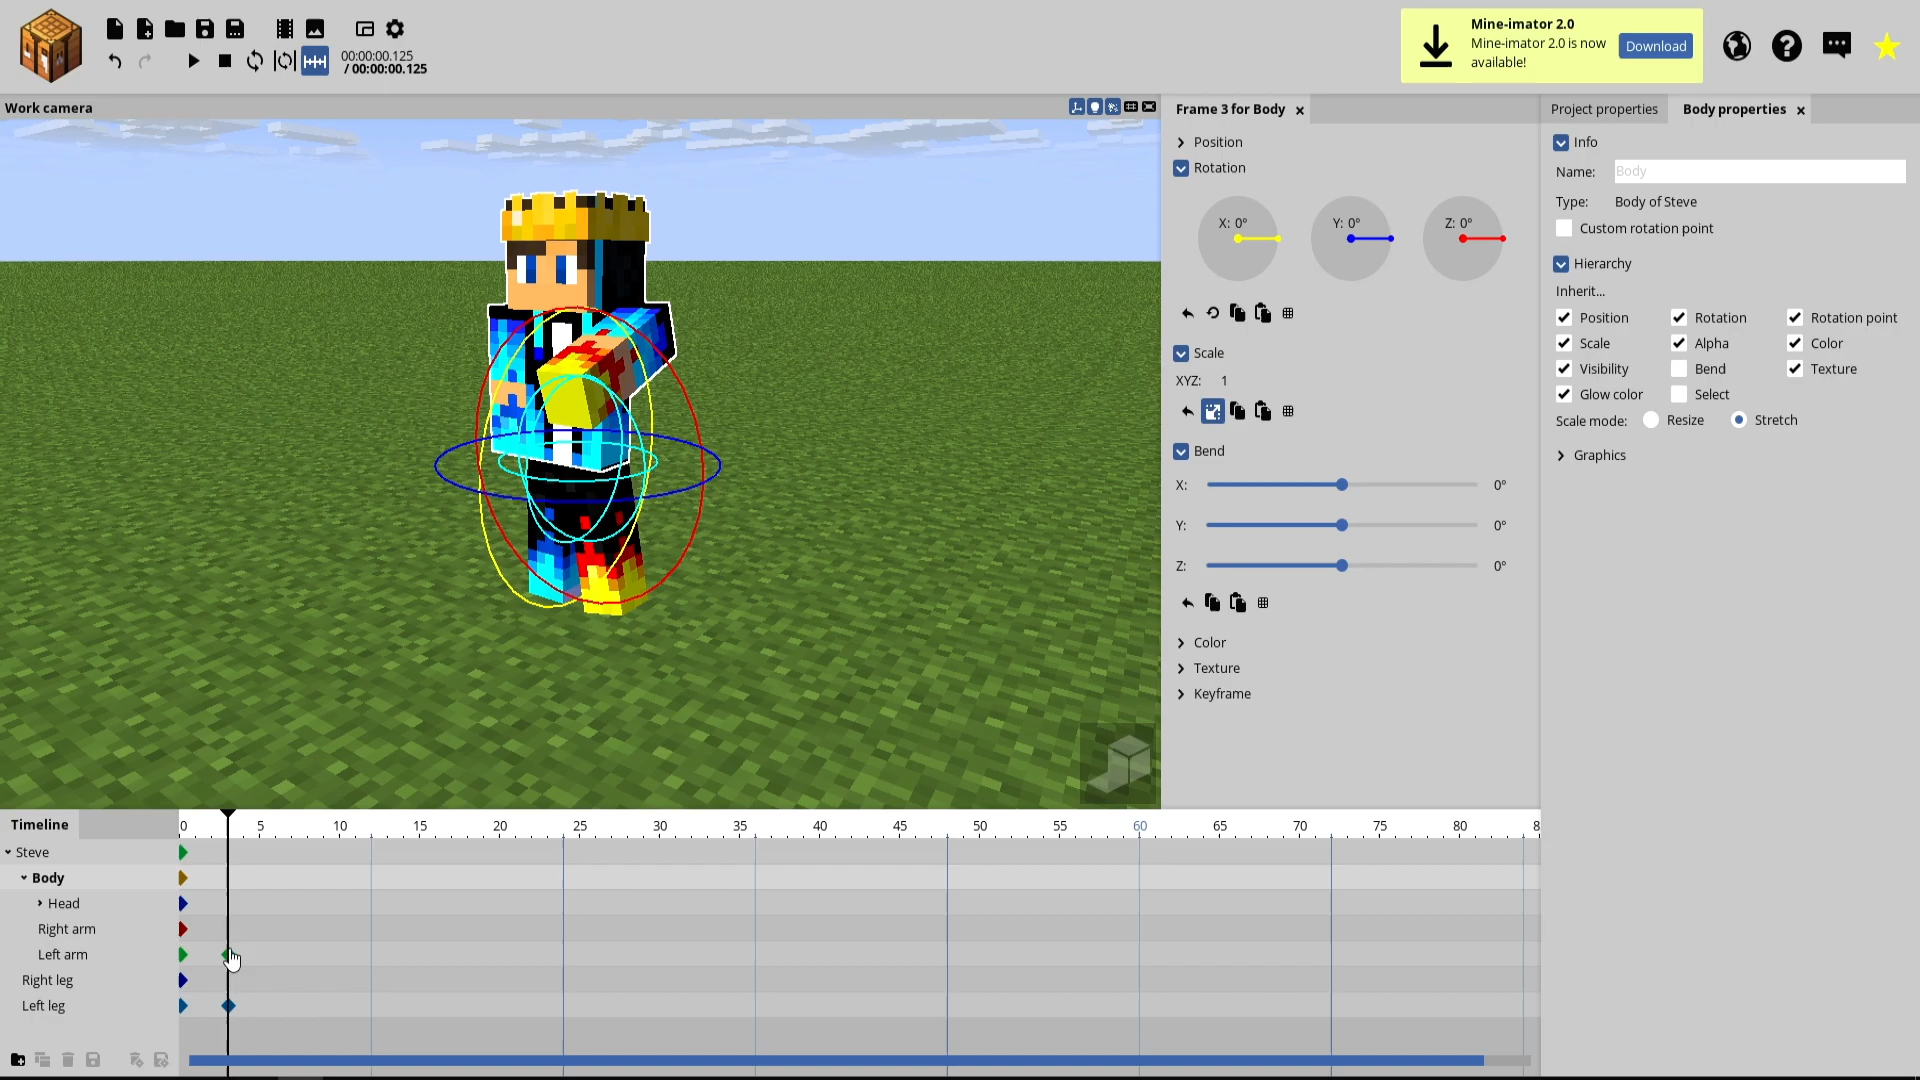 00:00:00.125
/ 00:00:00.125
Mine-imator 2.0
Mine-imator 2.0 is now
available!
Download
Work camera
Frame 3 for Body
Position
Rotation
X: 0°
Y: 0°
Z: 0°
Scale
XYZ: 1
Bend
X: 0°
Y: 0°
Z: 0°
Color
Texture
Keyframe
Project properties
Body properties
Info
Name: Body
Type: Body of Steve
Custom rotation point
Hierarchy
Inherit...
Position Rotation Rotation point
Scale Alpha Color
Visibility Bend Texture
Glow color Select
Scale mode: Resize Stretch
Graphics
Timeline
0 5 10 15 20 25 30 35 40 45 50 55 60 65 70 75 80 8
Steve
Body
Head
Right arm
Left arm
Right leg
Left leg